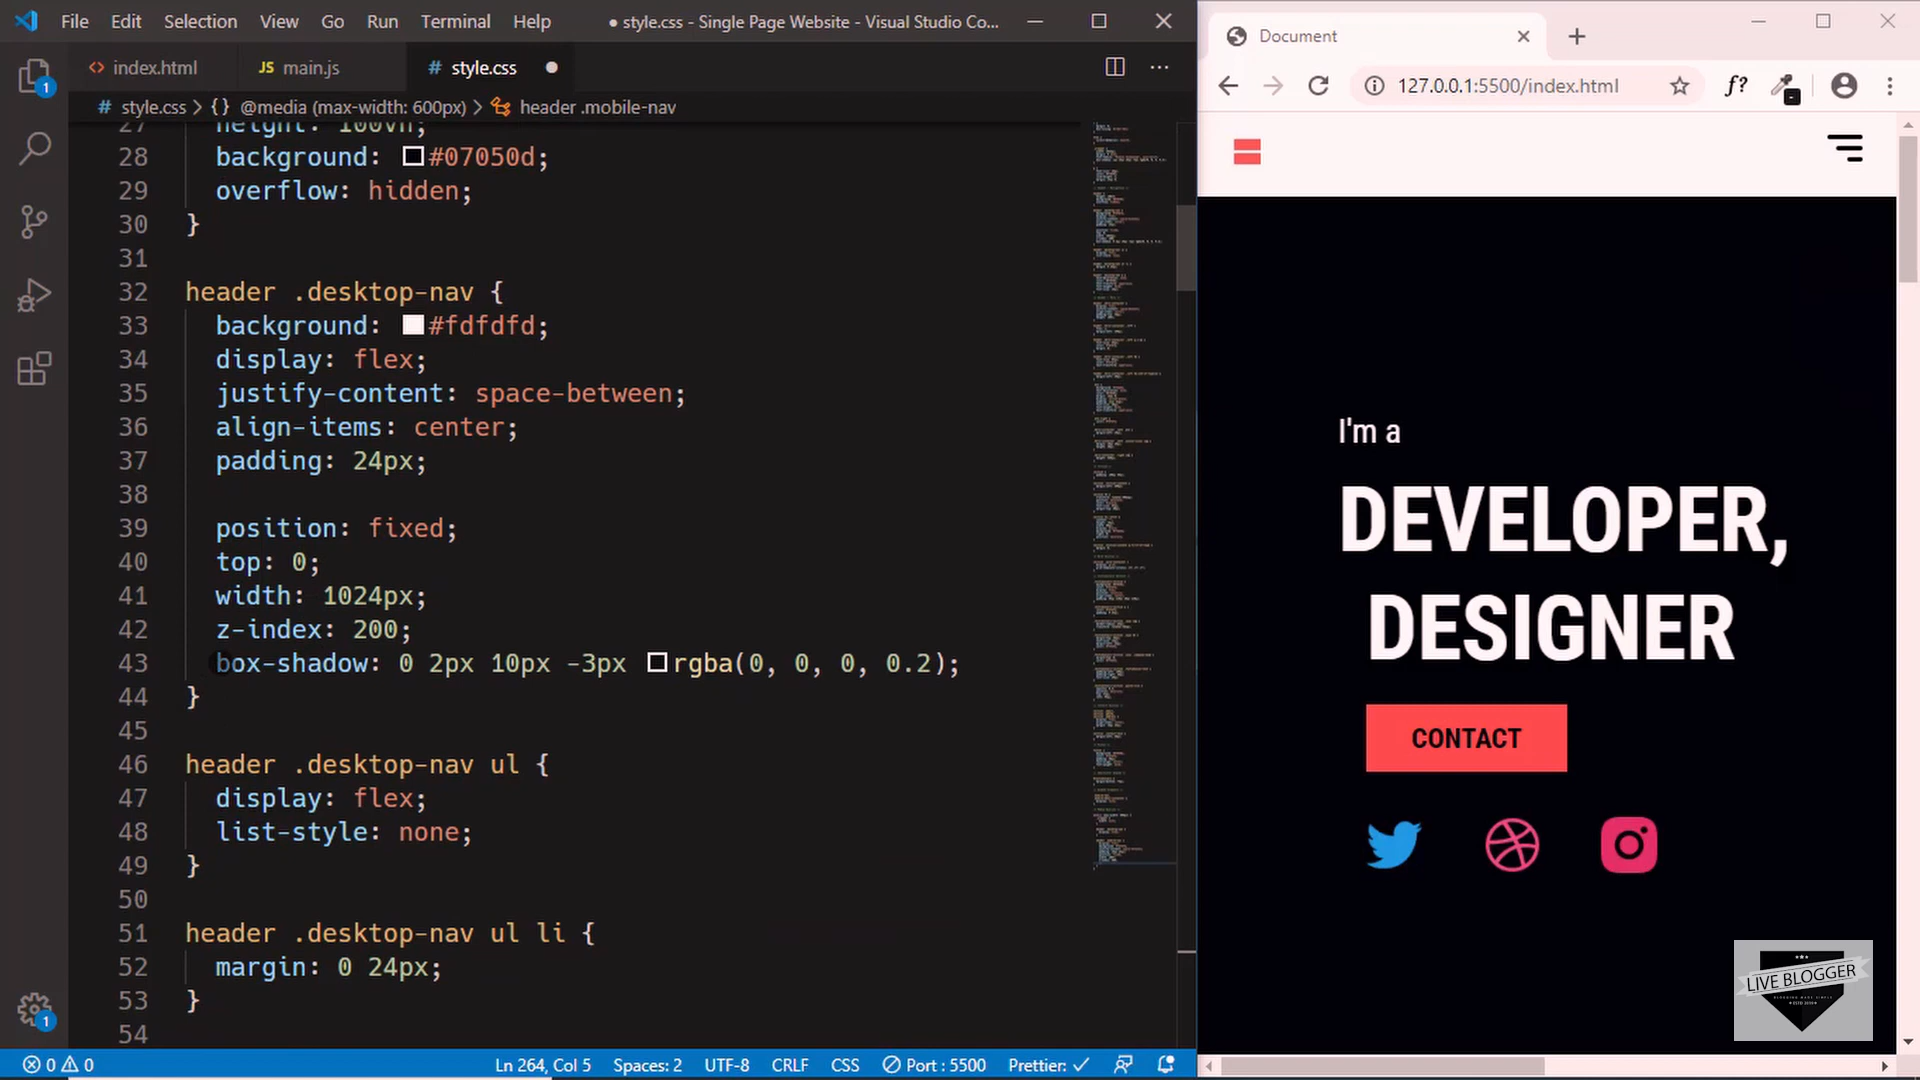 File Edit Selection View Go Run Terminal Help ● style.css - Single Page Website - Visual Studio Co...
index.html JS main.js # style.css
# style.css > {} @media (max-width: 600px) > header .mobile-nav
27 height: 100vh;
28 background: #07050d;
29 overflow: hidden;
30 }
31
32 header .desktop-nav {
33 background: #fdfdfd;
34 display: flex;
35 justify-content: space-between;
36 align-items: center;
37 padding: 24px;
38
39 position: fixed;
40 top: 0;
41 width: 1024px;
42 z-index: 200;
43 box-shadow: 0 2px 10px -3px rgba(0, 0, 0, 0.2);
44 }
45
46 header .desktop-nav ul {
47 display: flex;
48 list-style: none;
49 }
50
51 header .desktop-nav ul li {
52 margin: 0 24px;
53 }
54
1
1
0 0 Ln 264, Col 5 Spaces: 2 UTF-8 CRLF CSS Port : 5500 Prettier: ✓
Document
127.0.0.1:5500/index.html f?
I'm a
DEVELOPER,
DESIGNER
CONTACT
LIVE BLOGGER